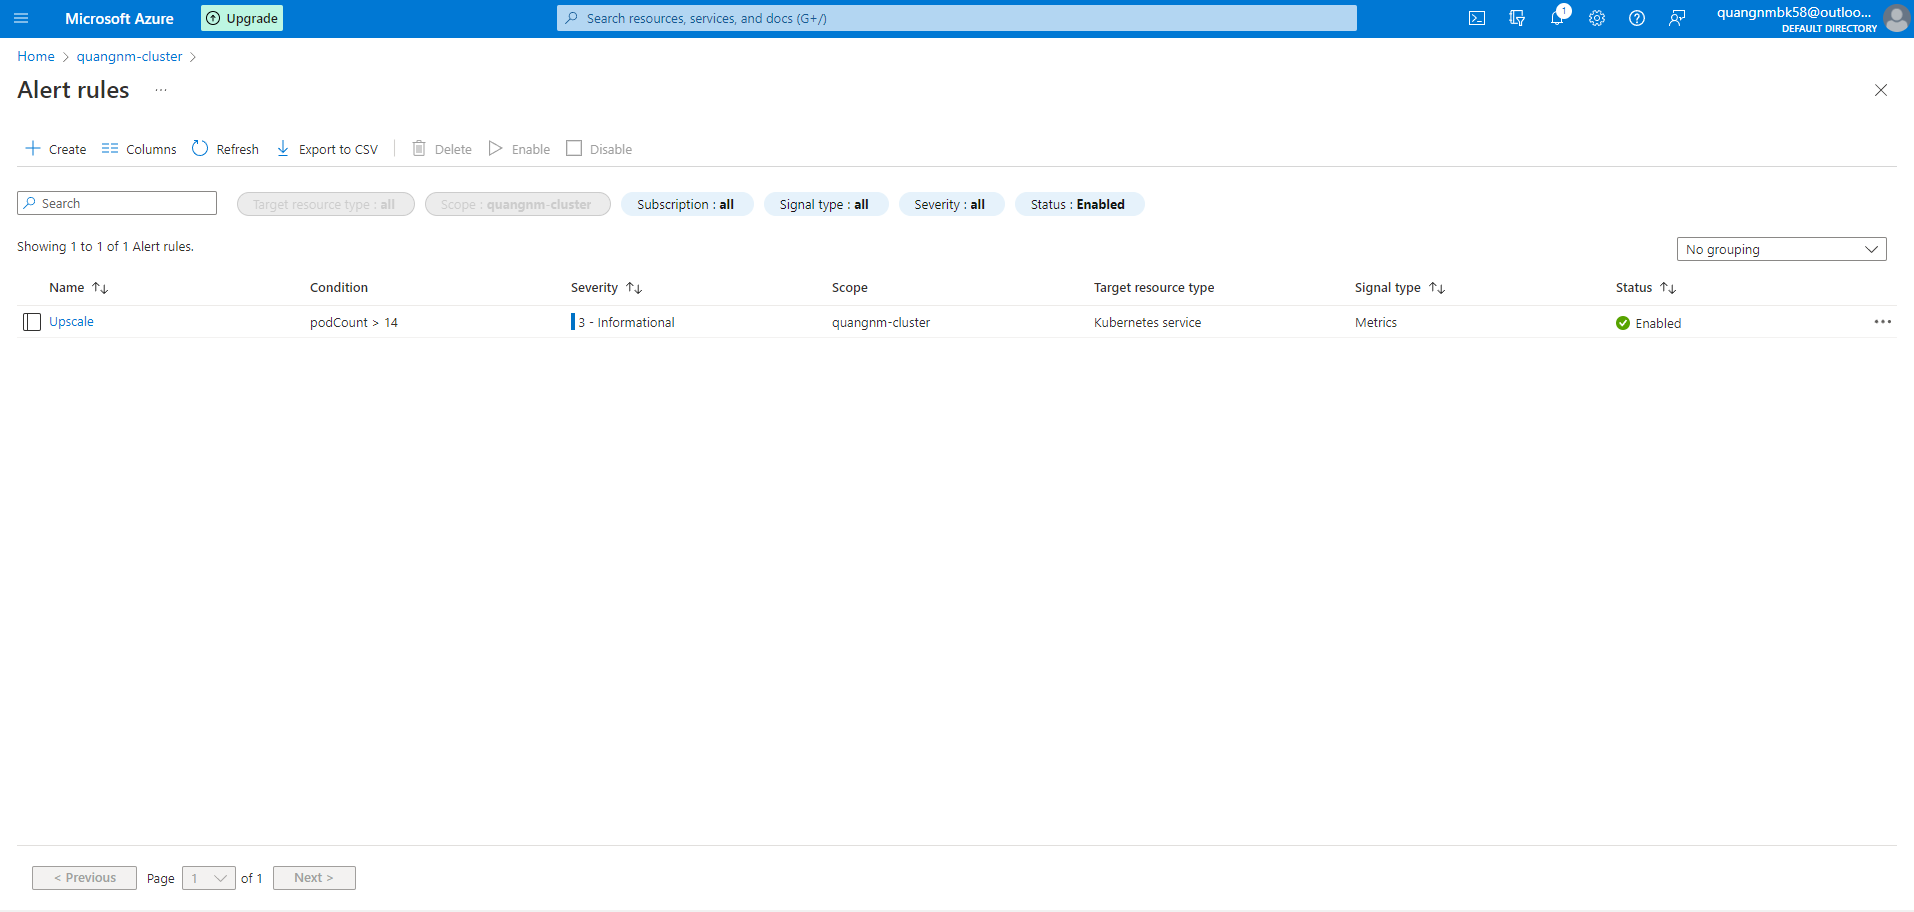 Microsoft Azure
Upgrade
Search resources, services, and docs (G+/)
1
quangnmbk58@outloo...
DEFAULT DIRECTORY
Home > quangnm-cluster >
Alert rules ...
Create Columns Refresh Export to CSV Delete Enable Disable
Search Target resource type : all Scope : quangnm-cluster Subscription : all Signal type : all Severity : all Status : Enabled
Showing 1 to 1 of 1 Alert rules.
No grouping
Name Condition Severity Scope Target resource type Signal type Status
Upscale podCount > 14 3 - Informational quangnm-cluster Kubernetes service Metrics Enabled
< Previous Page 1 of 1 Next >